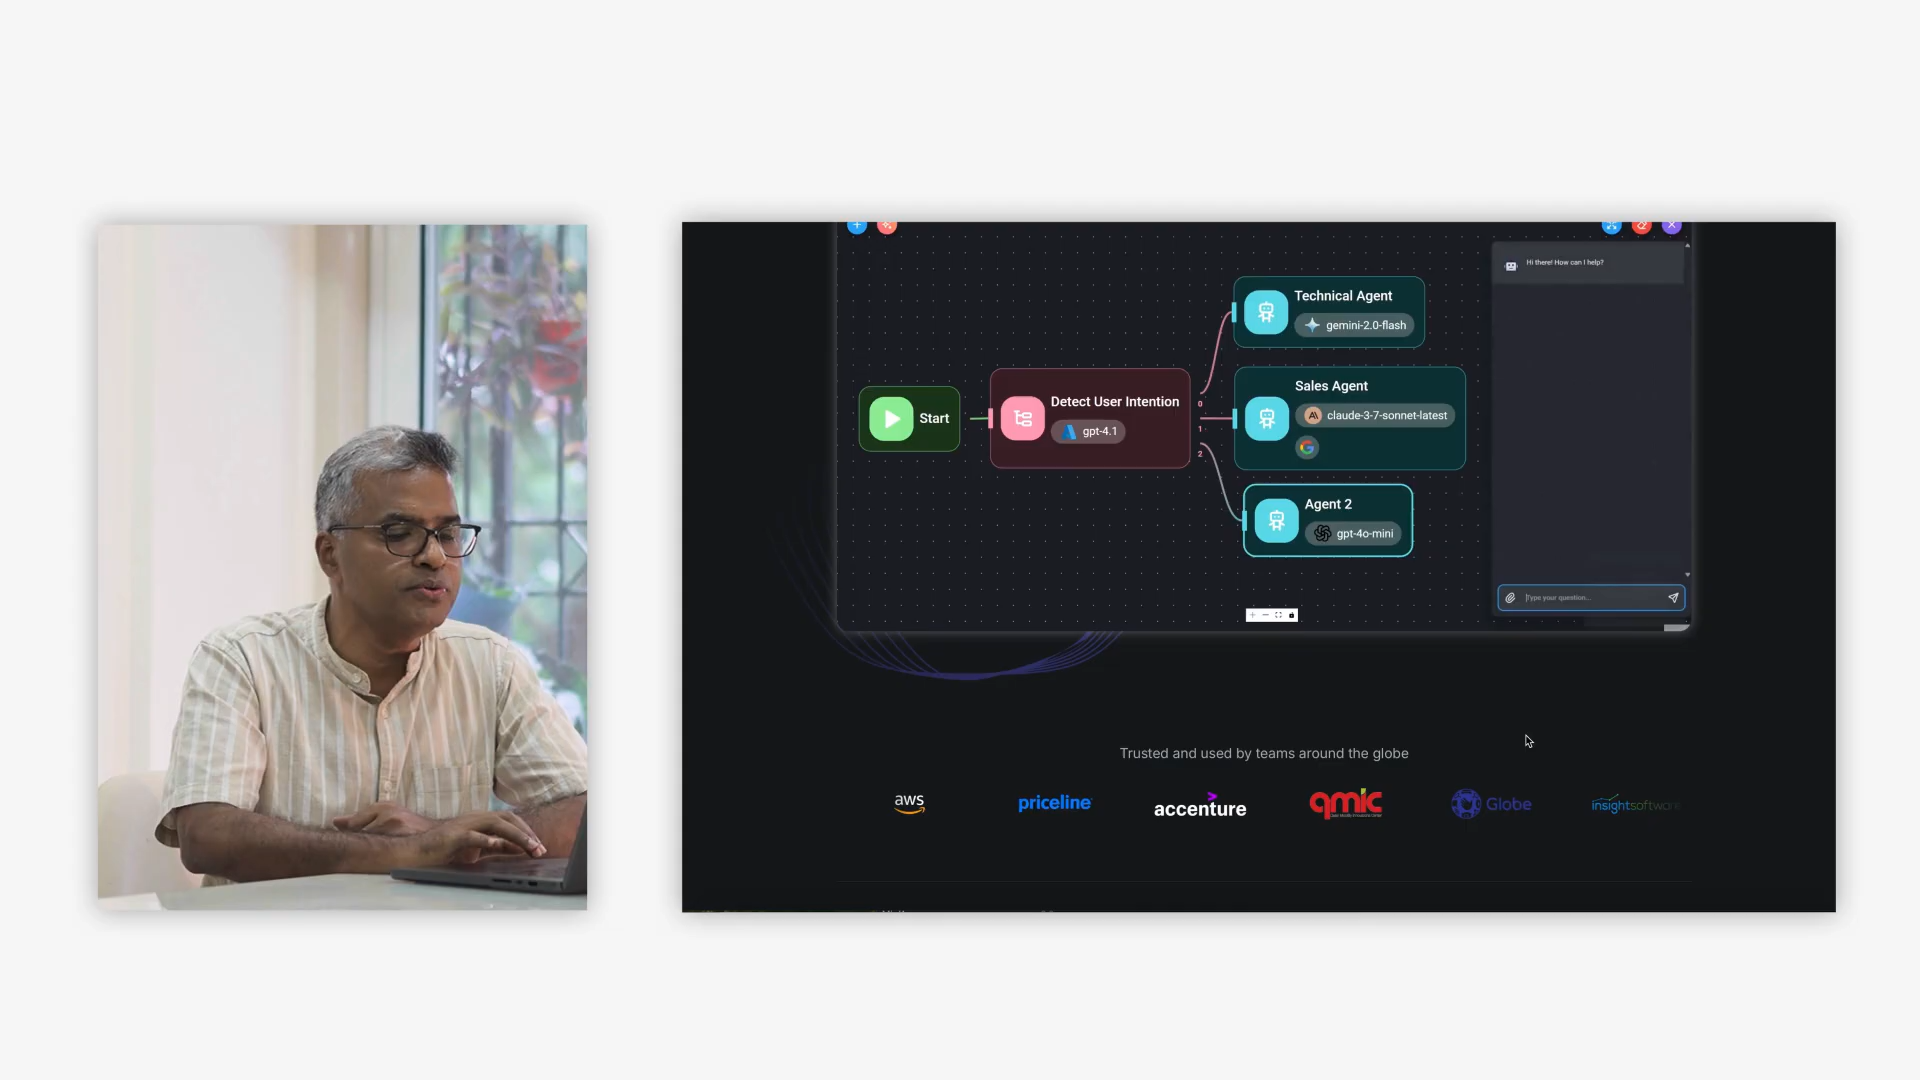 Hi there! How can I help?
Technical Agent
gemini-2.0-flash
Sales Agent
claude-3-7-sonnet-latest
Start
Detect User Intention
gpt-4.1
0
1
2
Agent 2
gpt-4o-mini
Type your question...
Trusted and used by teams around the globe
aws
priceline
accenture
qmic
Globe
insightsoftware